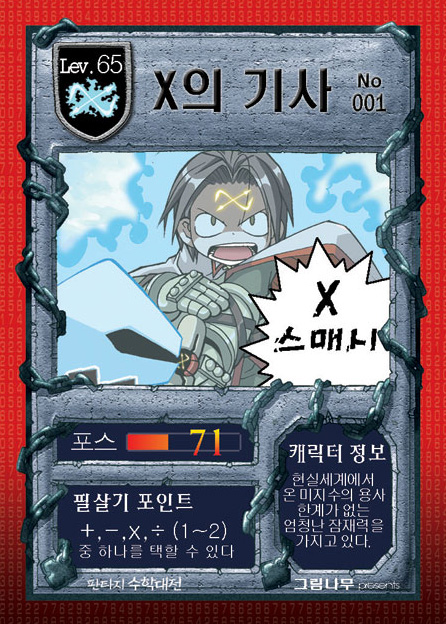 Lev. 65
X의 기사
No
001
X
스매시
포스 71
필살기 포인트
+,−,x,÷ (1~2)
중 하나를 택할 수 있다
캐릭터 정보
현실세계에서
온 미지수의 용사
한계가 없는
엄청난 잠재력을
가지고 있다.
판타지 수학대전
그림나무 presents